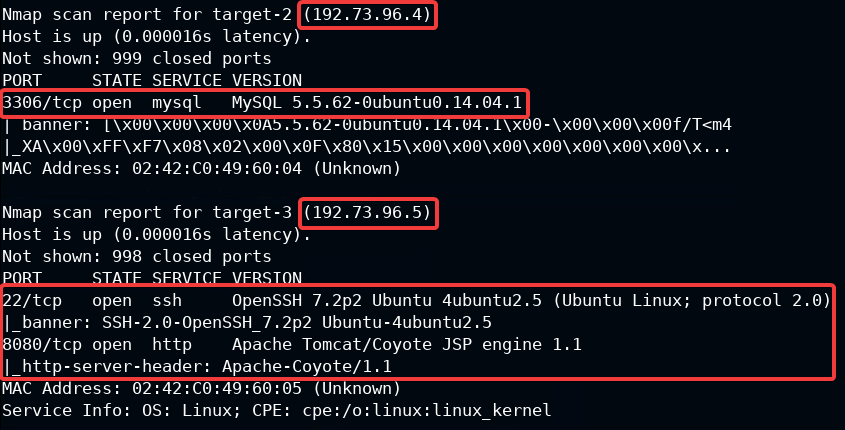 Nmap scan report for target-2 (192.73.96.4)
Host is up (0.000016s latency).
Not shown: 999 closed ports
PORT     STATE SERVICE VERSION
3306/tcp open  mysql   MySQL 5.5.62-0ubuntu0.14.04.1
| banner: [\x00\x00\x00\x0A5.5.62-0ubuntu0.14.04.1\x00-\x00\x00\x00f/T<m4
|_XA\x00\xFF\xF7\x08\x02\x00\x0F\x80\x15\x00\x00\x00\x00\x00\x00\x00\x...
MAC Address: 02:42:C0:49:60:04 (Unknown)

Nmap scan report for target-3 (192.73.96.5)
Host is up (0.000016s latency).
Not shown: 998 closed ports
PORT     STATE SERVICE VERSION
22/tcp   open  ssh     OpenSSH 7.2p2 Ubuntu 4ubuntu2.5 (Ubuntu Linux; protocol 2.0)
|_banner: SSH-2.0-OpenSSH_7.2p2 Ubuntu-4ubuntu2.5
8080/tcp open  http    Apache Tomcat/Coyote JSP engine 1.1
|_http-server-header: Apache-Coyote/1.1
MAC Address: 02:42:C0:49:60:05 (Unknown)
Service Info: OS: Linux; CPE: cpe:/o:linux:linux_kernel